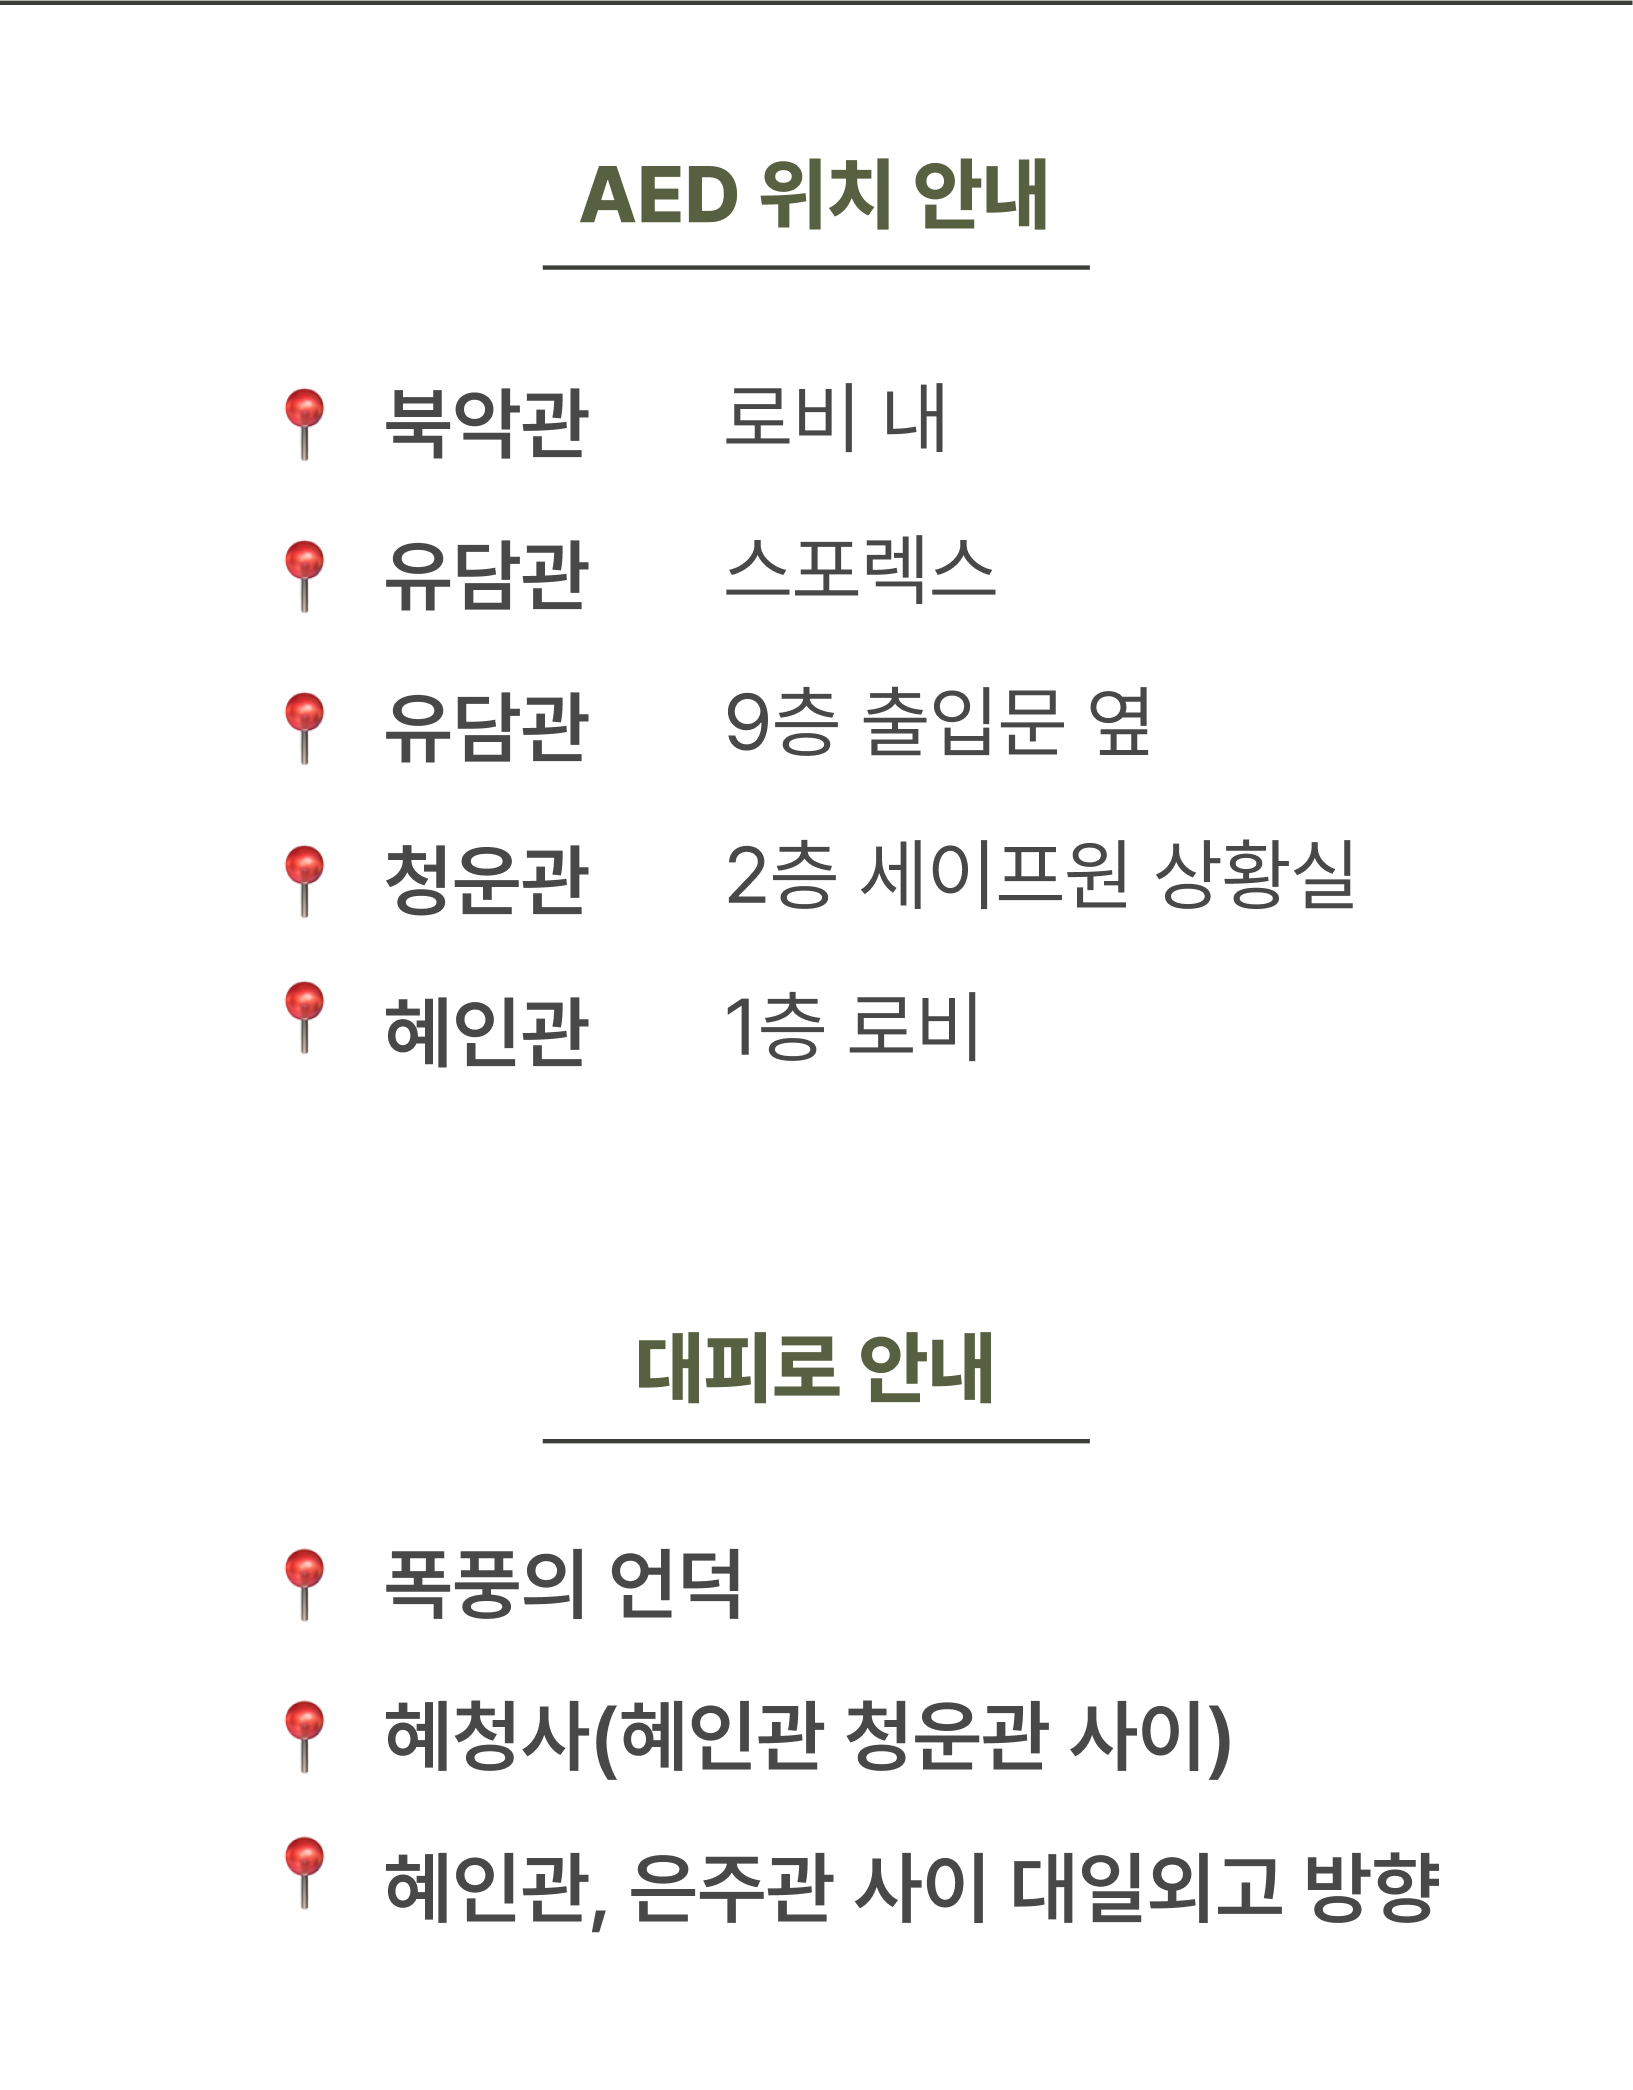 AED 위치 안내
북악관 로비 내
유담관 스포렉스
유담관 9층 출입문 옆
청운관 2층 세이프원 상황실
혜인관 1층 로비
대피로 안내
폭풍의 언덕
혜청사(혜인관 청운관 사이)
혜인관, 은주관 사이 대일외고 방향